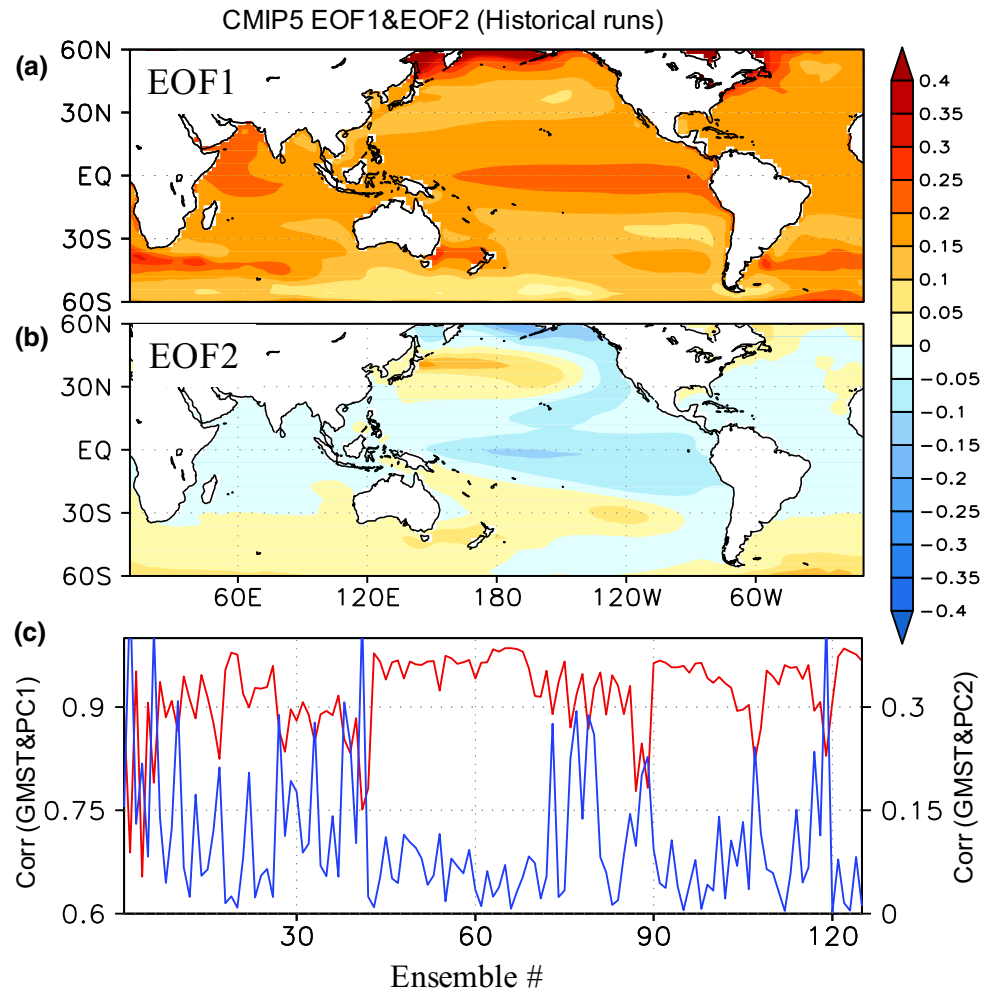 CMIP5 EOF1&EOF2 (Historical runs)
(a)
EOF1
60N
30N
EQ
30S
60S
(b)
EOF2
60N
30N
EQ
30S
60S
60E 120E 180 120W 60W
0.4
0.35
0.3
0.25
0.2
0.15
0.1
0.05
0
−0.05
−0.1
−0.15
−0.2
−0.25
−0.3
−0.35
−0.4
(c)
Corr (GMST&PC1)
0.9
0.75
0.6
0.3
0.15
0
Corr (GMST&PC2)
30 60 90 120
Ensemble #